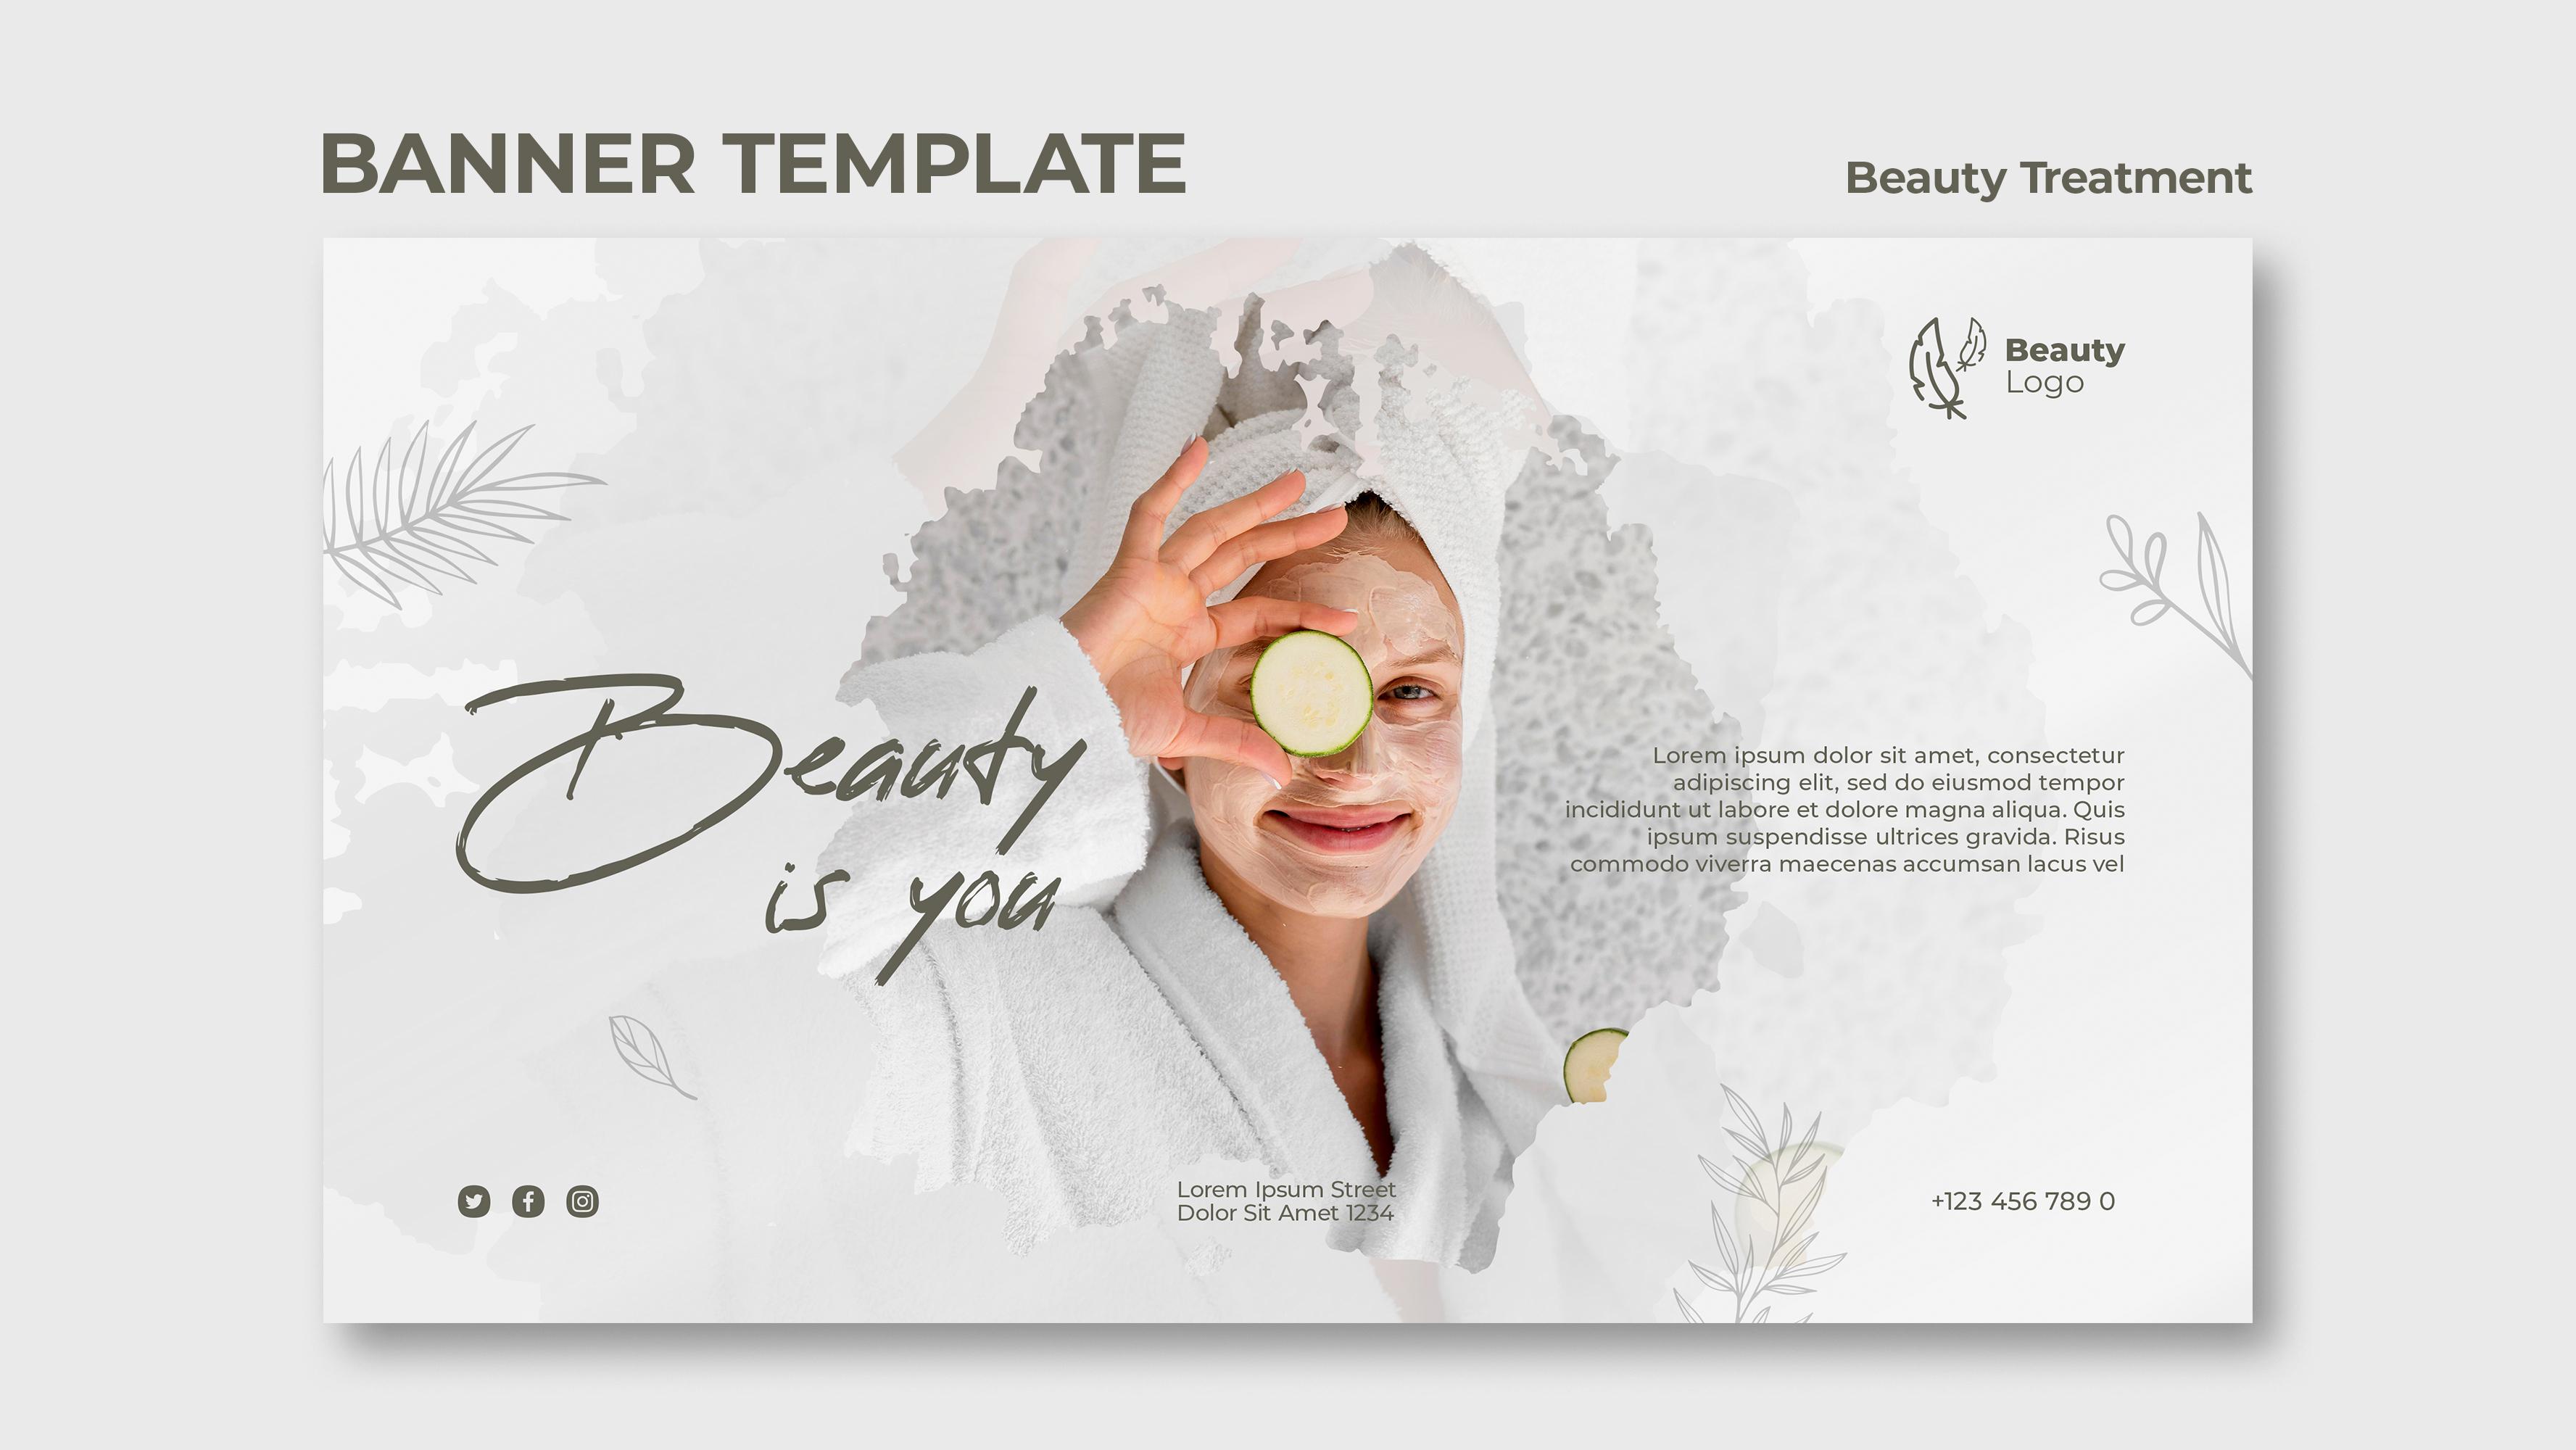 BANNER TEMPLATE
Beauty Treatment
Beauty
Logo
Beauty
is you
Lorem ipsum dolor sit amet, consectetur
adipiscing elit, sed do eiusmod tempor
incididunt ut labore et dolore magna aliqua. Quis
ipsum suspendisse ultrices gravida. Risus
commodo viverra maecenas accumsan lacus vel
Lorem Ipsum Street
Dolor Sit Amet 1234
+123 456 789 0